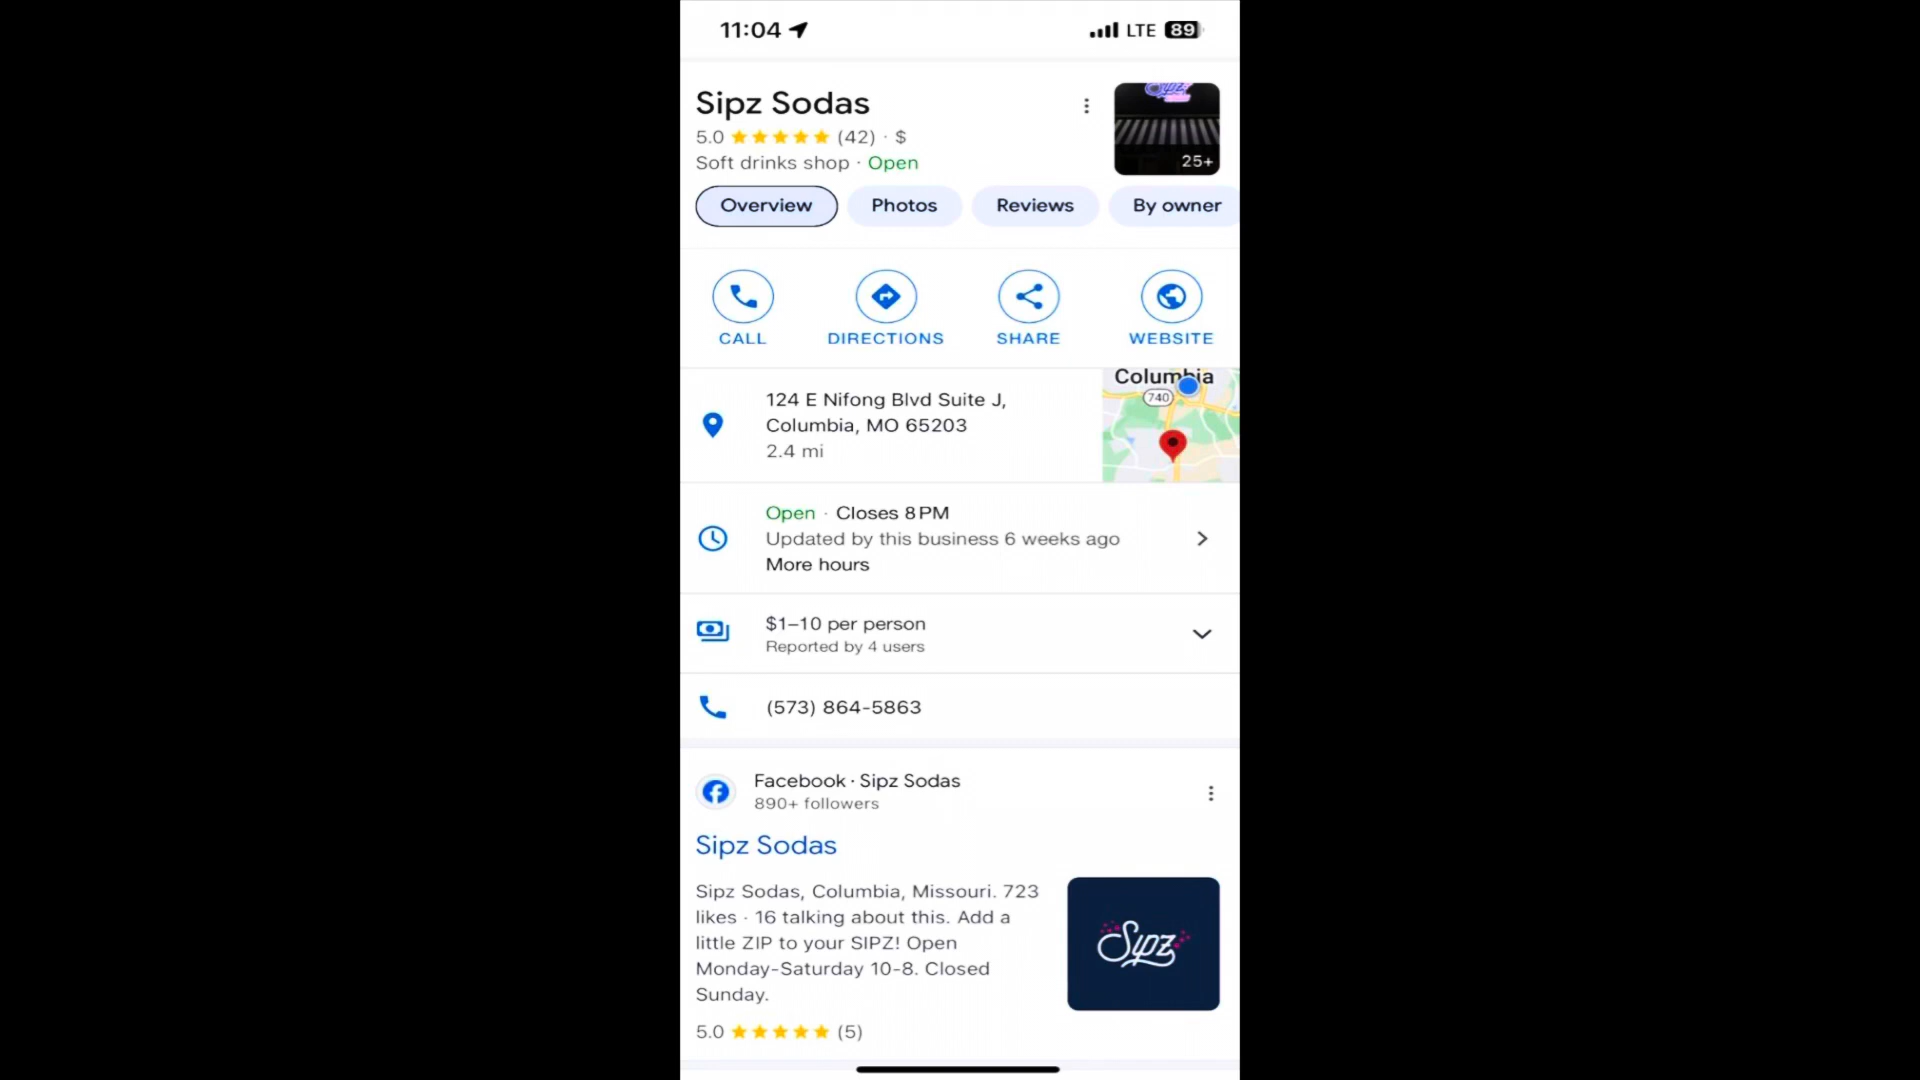 11:04
LTE 89
Sipz Sodas
Sipz
5.0 (42) · $
Soft drinks shop · Open
25+
Overview
Photos
Reviews
By owner
CALL
DIRECTIONS
SHARE
WEBSITE
124 E Nifong Blvd Suite J,
Columbia, MO 65203
2.4 mi
Columbia
740
Open · Closes 8 PM
Updated by this business 6 weeks ago
More hours
$1–10 per person
Reported by 4 users
(573) 864-5863
Facebook · Sipz Sodas
890+ followers
Sipz Sodas
Sipz Sodas, Columbia, Missouri. 723
likes · 16 talking about this. Add a
little ZIP to your SIPZ! Open
Monday-Saturday 10-8. Closed
Sunday.
Sipz
5.0 (5)